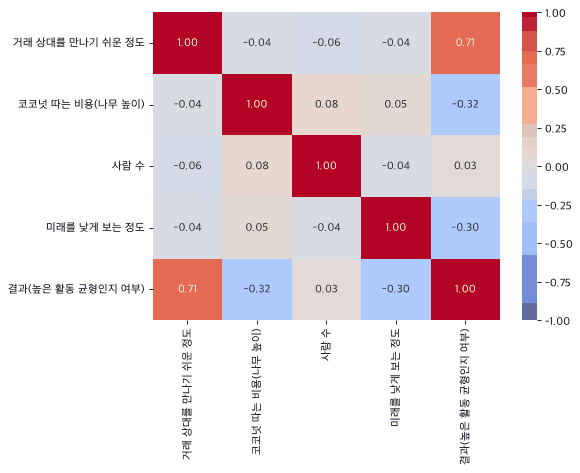 거래 상대를 만나기 쉬운 정도
1.00 -0.04 -0.06 -0.04 0.71
코코넛 따는 비용(나무 높이)
-0.04 1.00 0.08 0.05 -0.32
사람 수
-0.06 0.08 1.00 -0.04 0.03
미래를 낮게 보는 정도
-0.04 0.05 -0.04 1.00 -0.30
결과(높은 활동 균형인지 여부)
0.71 -0.32 0.03 -0.30 1.00
거래 상대를 만나기 쉬운 정도
코코넛 따는 비용(나무 높이)
사람 수
미래를 낮게 보는 정도
결과(높은 활동 균형인지 여부)
1.00
0.75
0.50
0.25
0.00
-0.25
-0.50
-0.75
-1.00